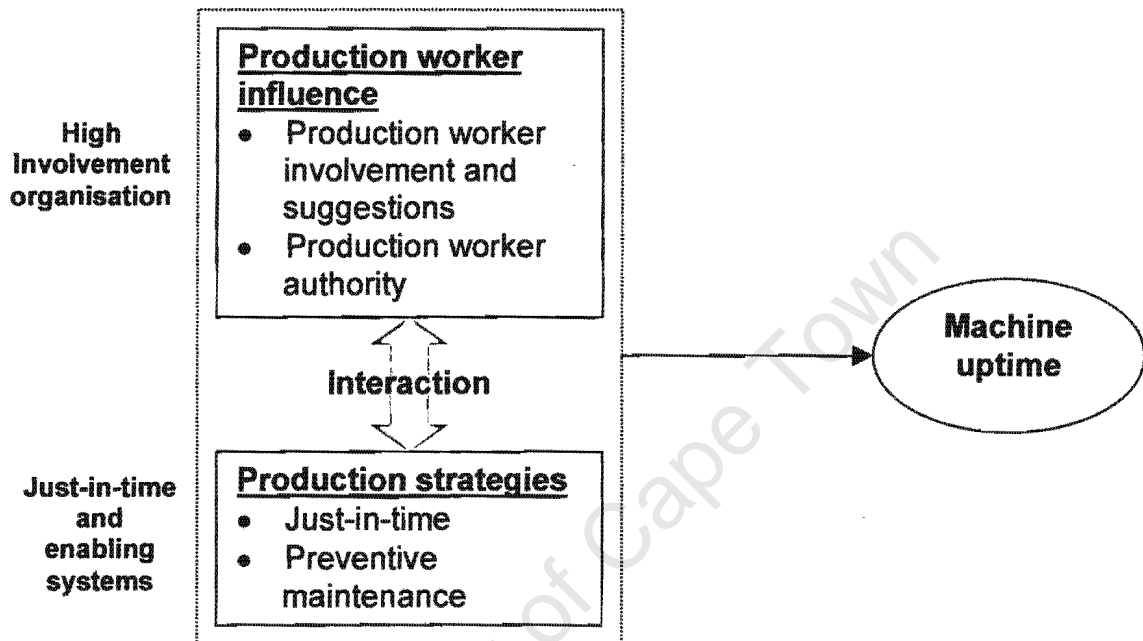 High
Involvement
organisation
Production worker
influence
• Production worker
involvement and
suggestions
• Production worker
authority
Interaction
Just-in-time
and
enabling
systems
Production strategies
• Just-in-time
• Preventive
maintenance
Machine
uptime
of Cape Town